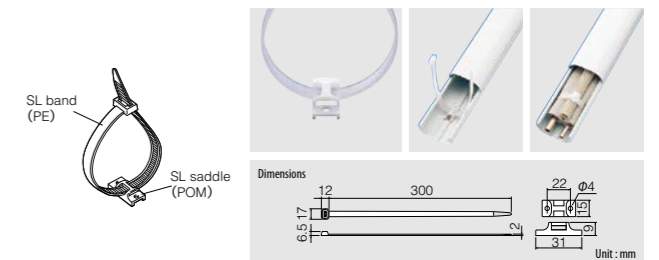 SL band
(PE)
SL saddle
(POM)
Dimensions
12
300
17
6.5
2
22
Φ4
15
9
31
Unit : mm